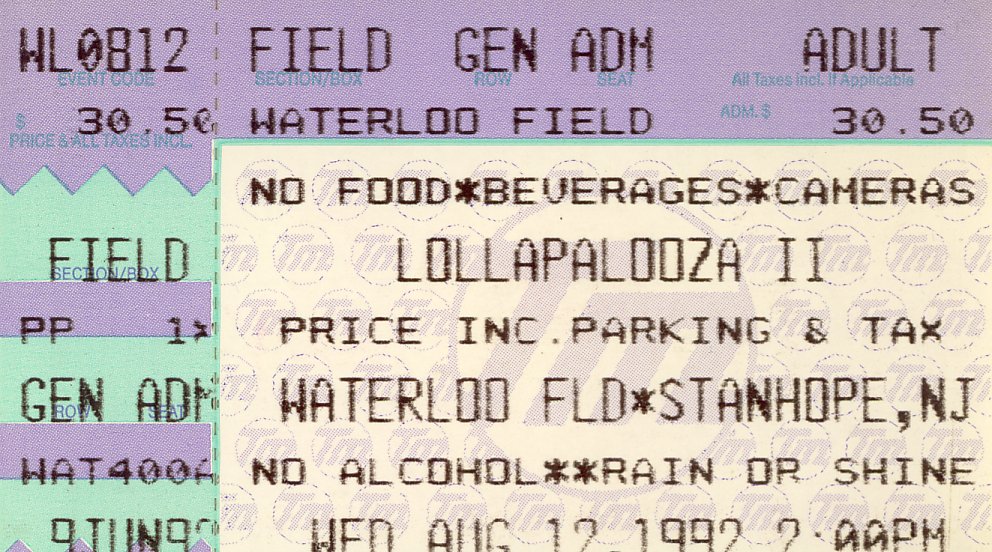 WL0812 FIELD GEN ADM ADULT
EVENT CODE SECTION/BOX ROW SEAT All Taxes Incl. If Applicable
$ 30.50 WATERLOO FIELD ADM. $ 30.50
PRICE & ALL TAXES INCL.
NO FOOD*BEVERAGES*CAMERAS
FIELD LOLLAPALOOZA II
SECTION/BOX
PP 1x PRICE INC.PARKING & TAX
GEN ADM WATERLOO FLD*STANHOPE,NJ
ROW SEAT
WAT400A NO ALCOHOL**RAIN OR SHINE
9JUN92 WED AUG 12,1992 2:00PM